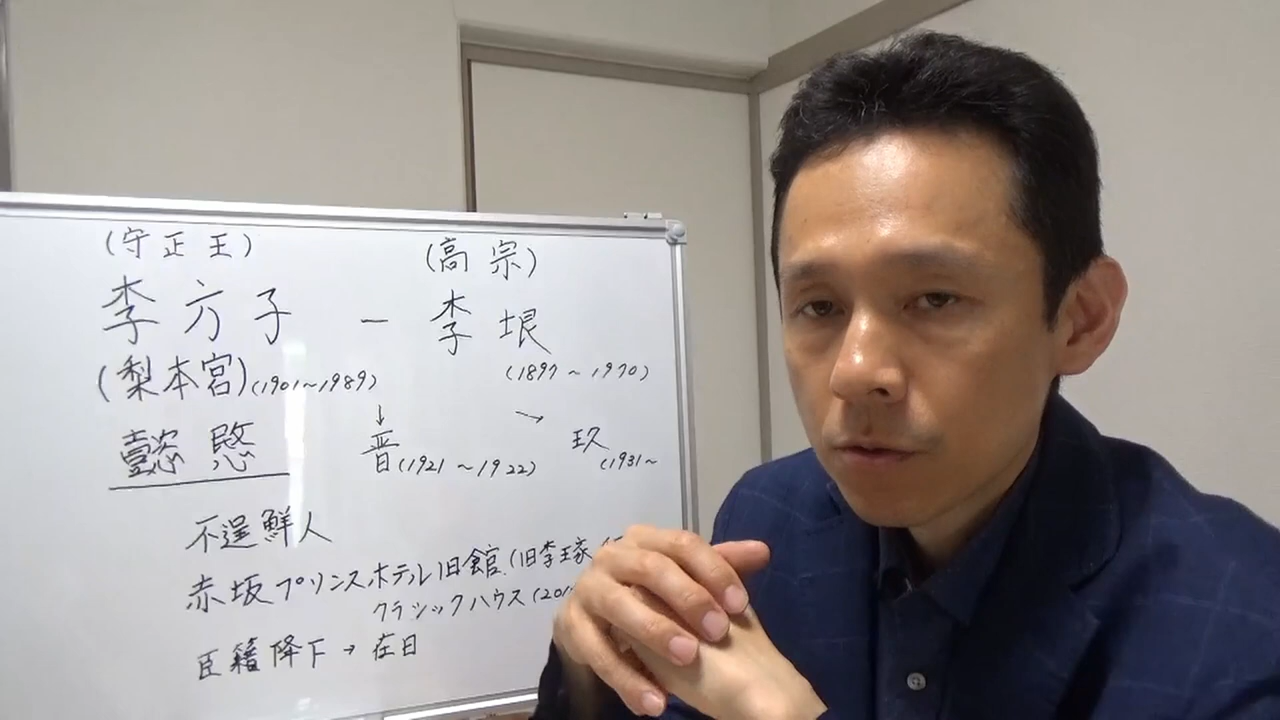 (守正王) (高宗)
李方子 ー 李垠
(梨本宮)(1901~1989) (1897~1970)
↓ →
懿愍 晋(1921~1922) 玖(1931~
不逞鮮人
赤坂プリンスホテル旧館(旧李王家
クラシックハウス(201
臣籍降下→在日